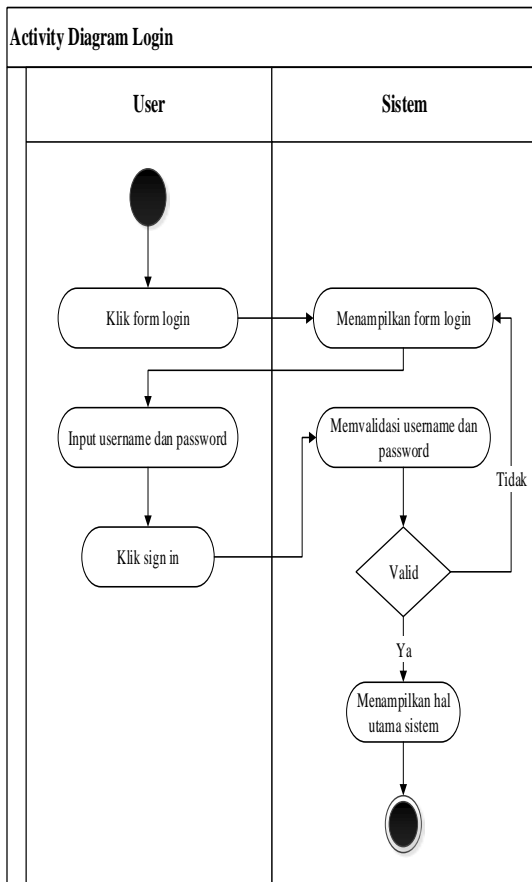 Activity Diagram Login
User
Sistem
Klik form login
Menampilkan form login
Input username dan password
Memvalidasi username dan
password
Tidak
Klik sign in
Valid
Ya
Menampilkan hal
utama sistem